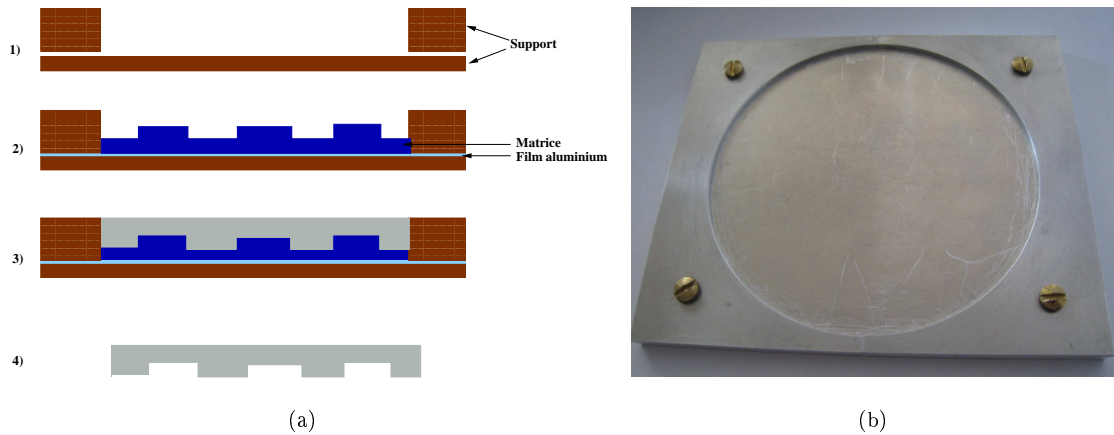 1)
Support
2)
Matrice
Film aluminium
3)
4)
(a)
(b)